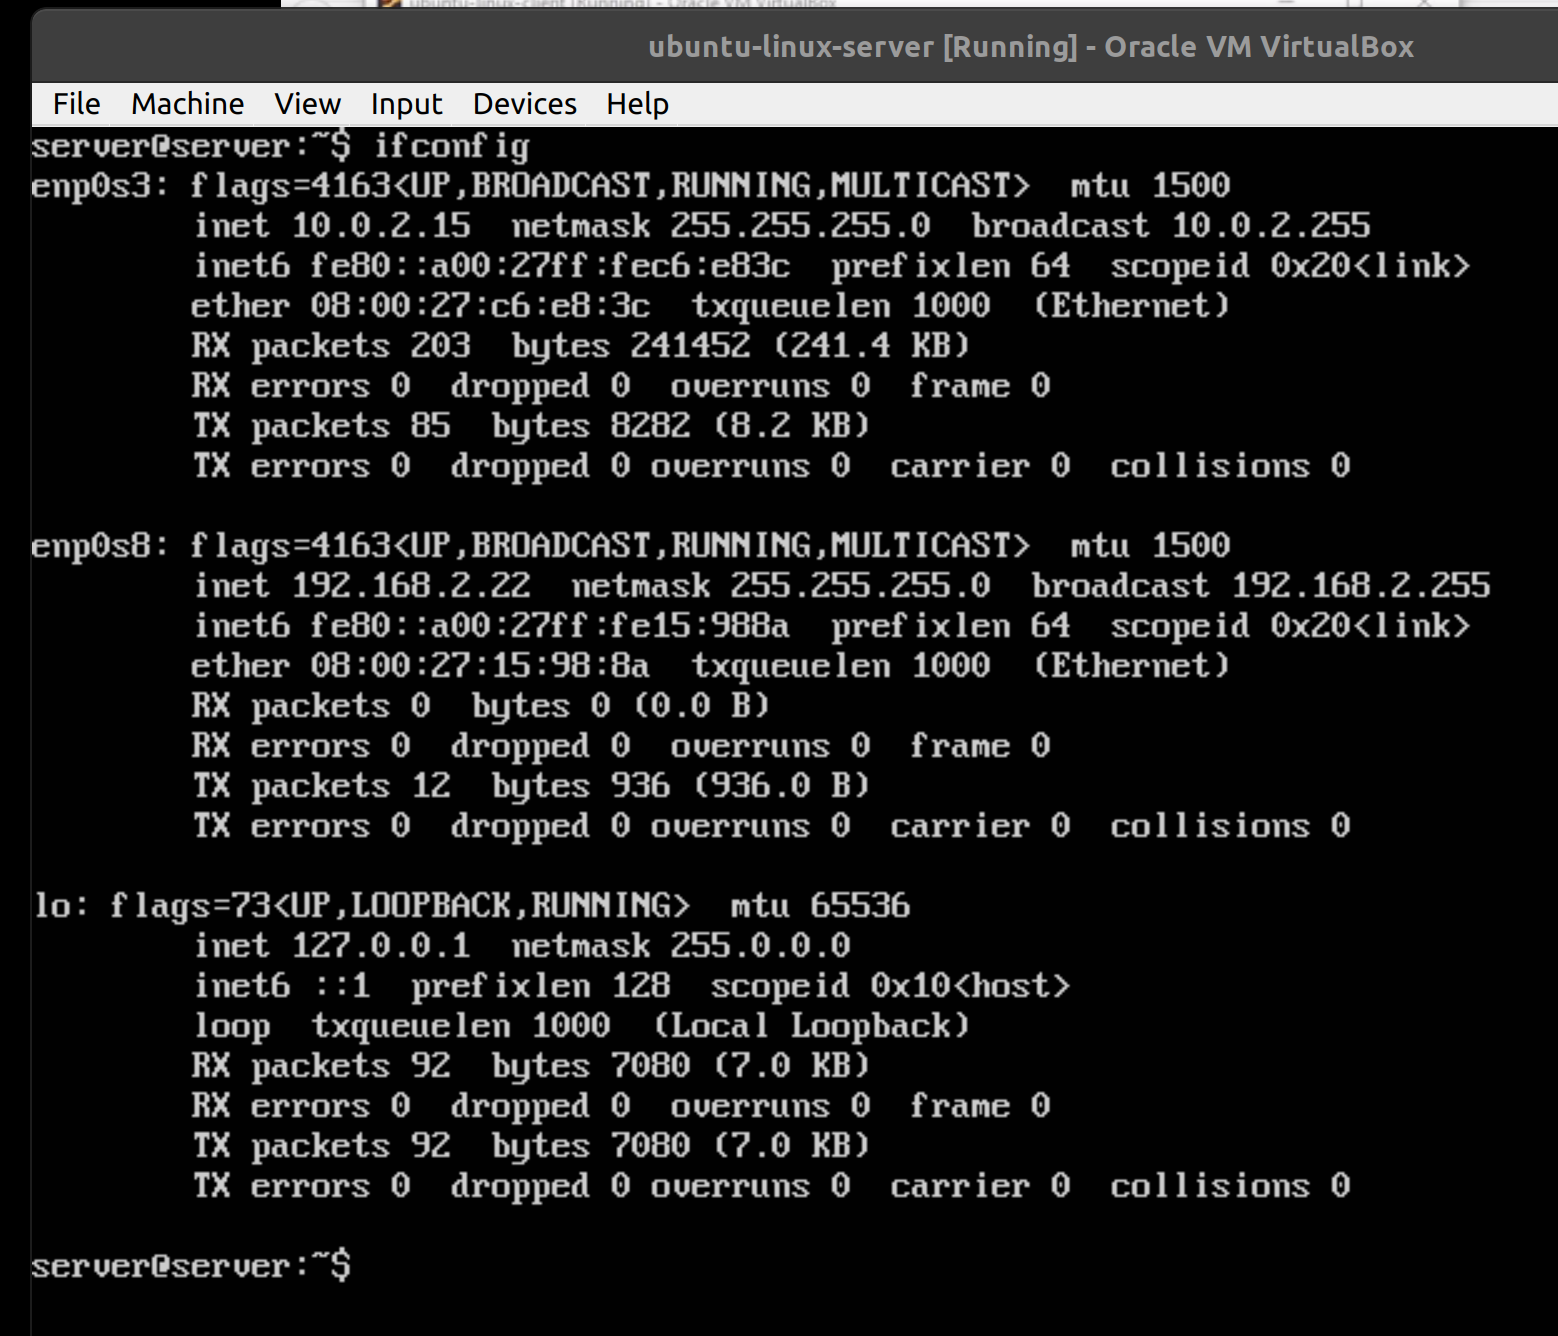 ubuntu-linux-client [Running] - Oracle VM VirtualBox
ubuntu-linux-server [Running] - Oracle VM VirtualBox
File Machine View Input Devices Help
server@server:~$ ifconfig
enp0s3: flags=4163<UP,BROADCAST,RUNNING,MULTICAST>  mtu 1500
        inet 10.0.2.15  netmask 255.255.255.0  broadcast 10.0.2.255
        inet6 fe80::a00:27ff:fec6:e83c  prefixlen 64  scopeid 0x20<link>
        ether 08:00:27:c6:e8:3c  txqueuelen 1000  (Ethernet)
        RX packets 203  bytes 241452 (241.4 KB)
        RX errors 0  dropped 0  overruns 0  frame 0
        TX packets 85  bytes 8282 (8.2 KB)
        TX errors 0  dropped 0 overruns 0  carrier 0  collisions 0
enp0s8: flags=4163<UP,BROADCAST,RUNNING,MULTICAST>  mtu 1500
        inet 192.168.2.22  netmask 255.255.255.0  broadcast 192.168.2.255
        inet6 fe80::a00:27ff:fe15:988a  prefixlen 64  scopeid 0x20<link>
        ether 08:00:27:15:98:8a  txqueuelen 1000  (Ethernet)
        RX packets 0  bytes 0 (0.0 B)
        RX errors 0  dropped 0  overruns 0  frame 0
        TX packets 12  bytes 936 (936.0 B)
        TX errors 0  dropped 0 overruns 0  carrier 0  collisions 0
lo: flags=73<UP,LOOPBACK,RUNNING>  mtu 65536
        inet 127.0.0.1  netmask 255.0.0.0
        inet6 ::1  prefixlen 128  scopeid 0x10<host>
        loop  txqueuelen 1000  (Local Loopback)
        RX packets 92  bytes 7080 (7.0 KB)
        RX errors 0  dropped 0  overruns 0  frame 0
        TX packets 92  bytes 7080 (7.0 KB)
        TX errors 0  dropped 0 overruns 0  carrier 0  collisions 0
server@server:~$